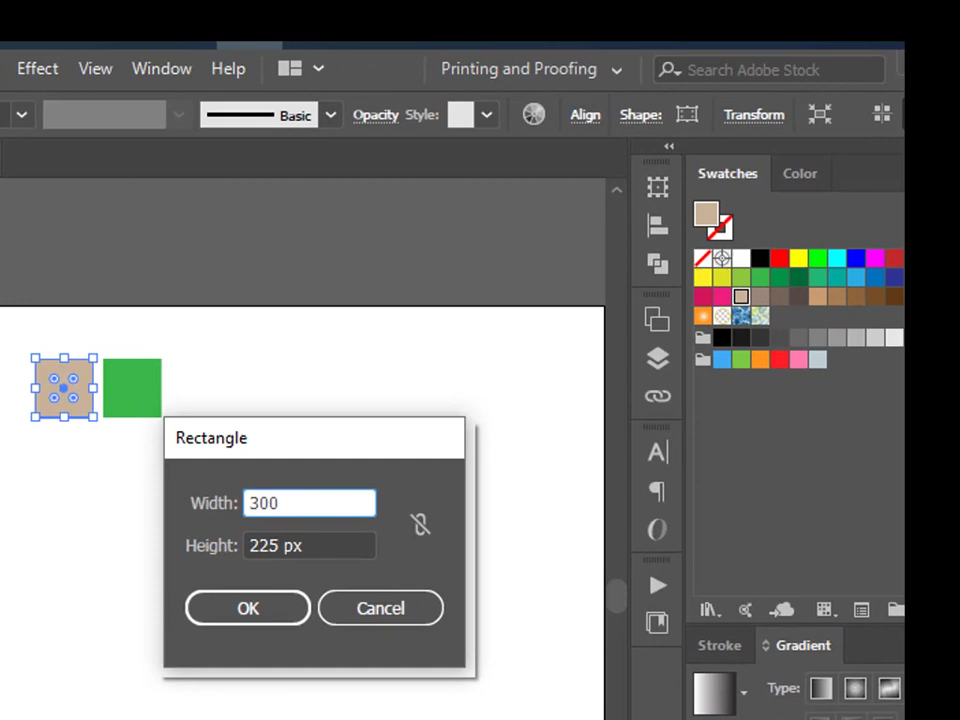 Effect View Window Help Printing and Proofing Search Adobe Stock
Basic Opacity Style: Align Shape: Transform
Swatches Color
Rectangle
Width: 300
Height: 225 px
OK Cancel
Stroke Gradient
Type: